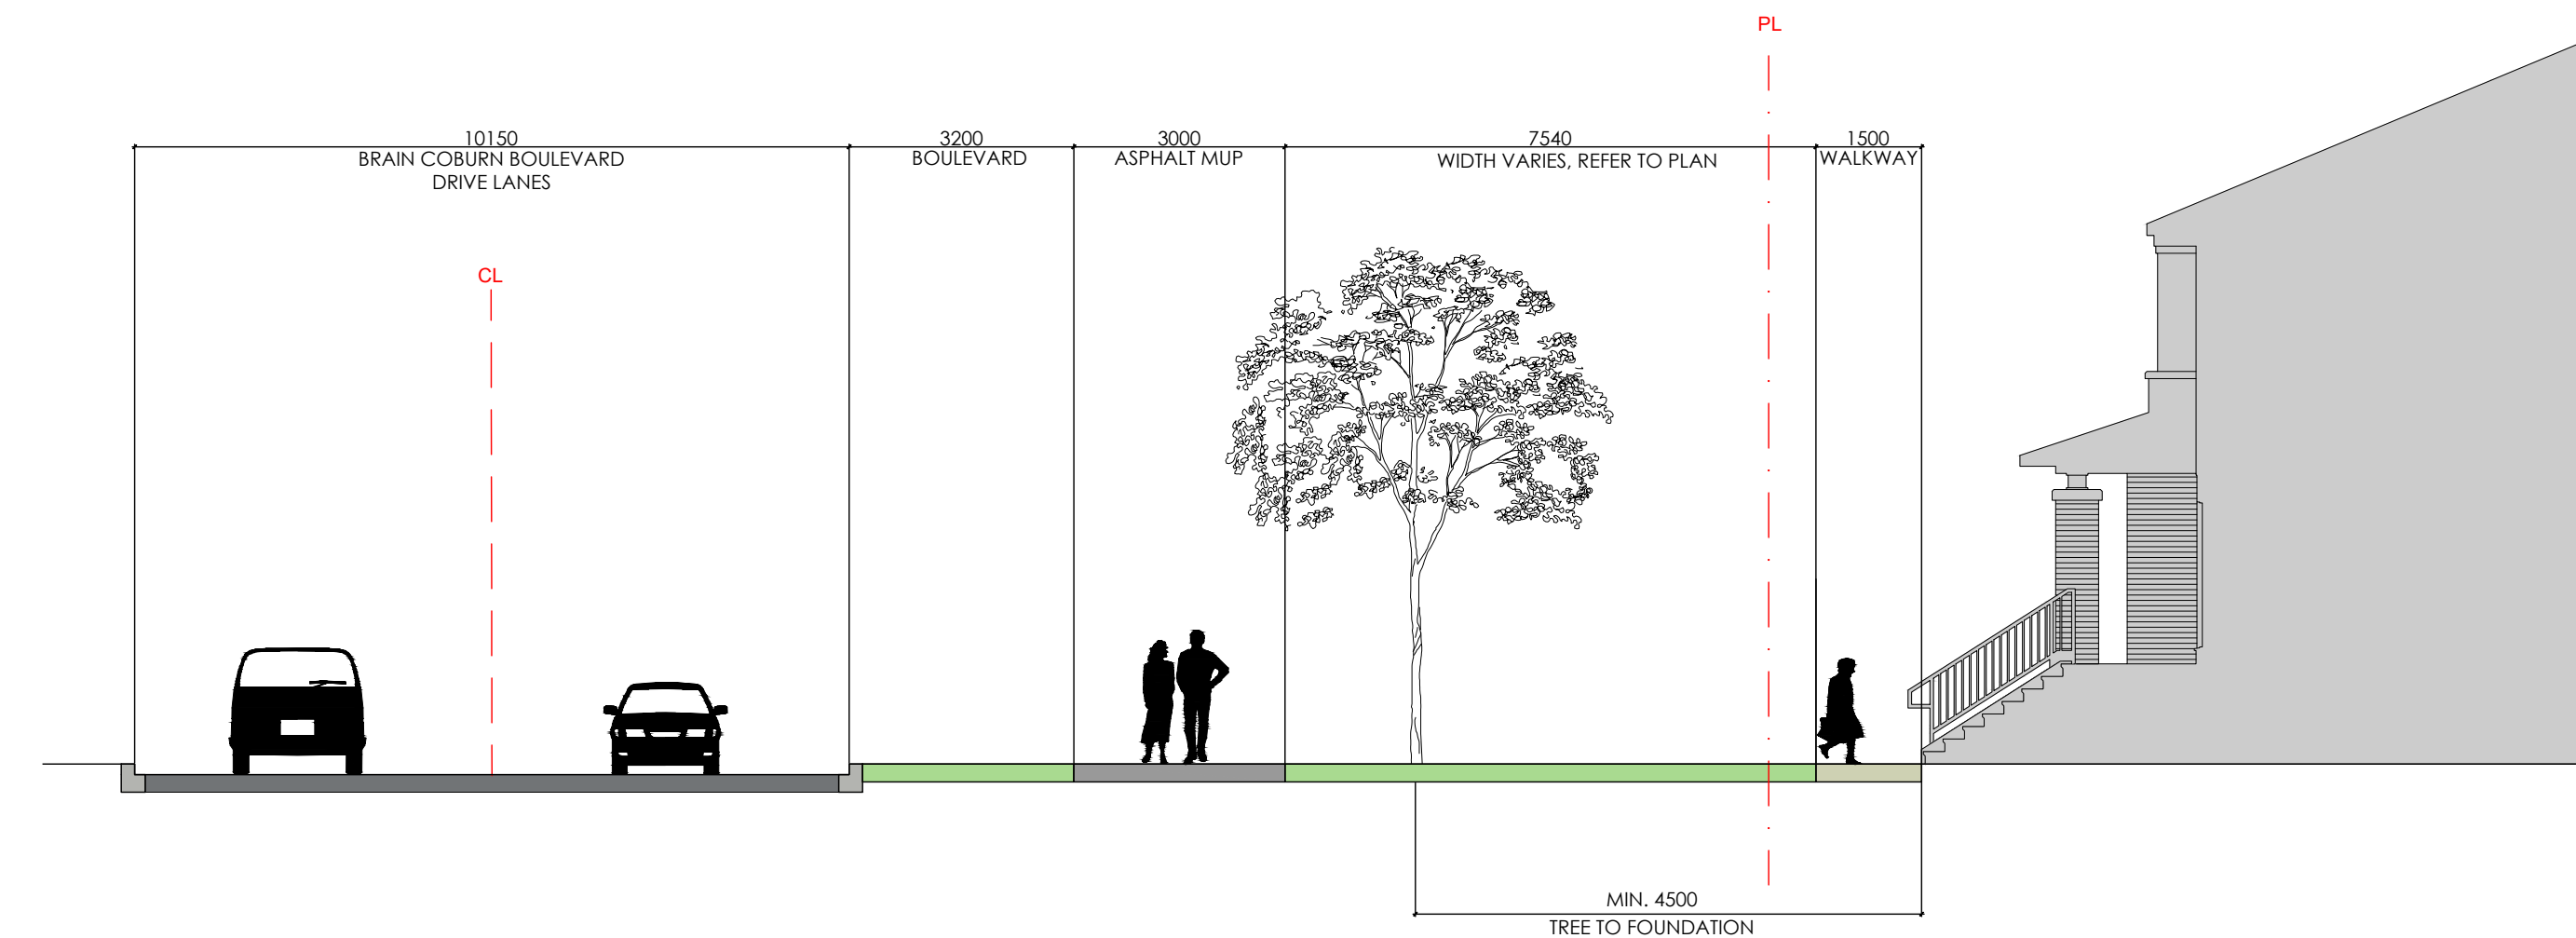 PL
10150
BRAIN COBURN BOULEVARD
DRIVE LANES
3200
BOULEVARD
3000
ASPHALT MUP
7540
WIDTH VARIES, REFER TO PLAN
1500
WALKWAY
CL
MIN. 4500
TREE TO FOUNDATION